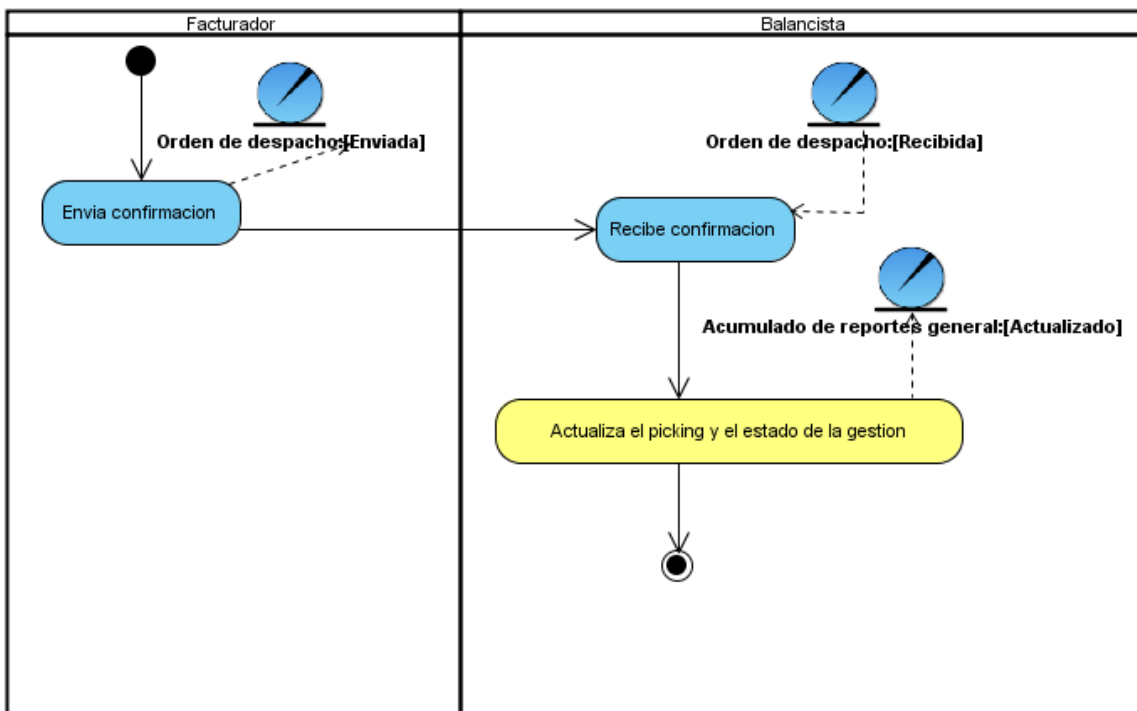 Facturador
Balancista
Orden de despacho:[Enviada]
Orden de despacho:[Recibida]
Envia confirmacion
Recibe confirmacion
Acumulado de reportes general:[Actualizado]
Actualiza el picking y el estado de la gestion